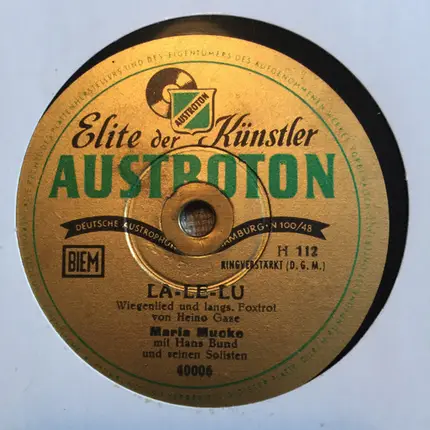 AUSTROTON
Elite der Künstler
AUSTROTON
DEUTSCHE AUSTROPHON HAMBURG·N 100/48
BIEM
H 112
RINGVERSTÄRKT (D.G.M.)
LA-LE-LU
Wiegenlied und langs. Foxtrot
von Heino Gaze
Maria Mucke
mit Hans Bund
und seinen Solisten
40006